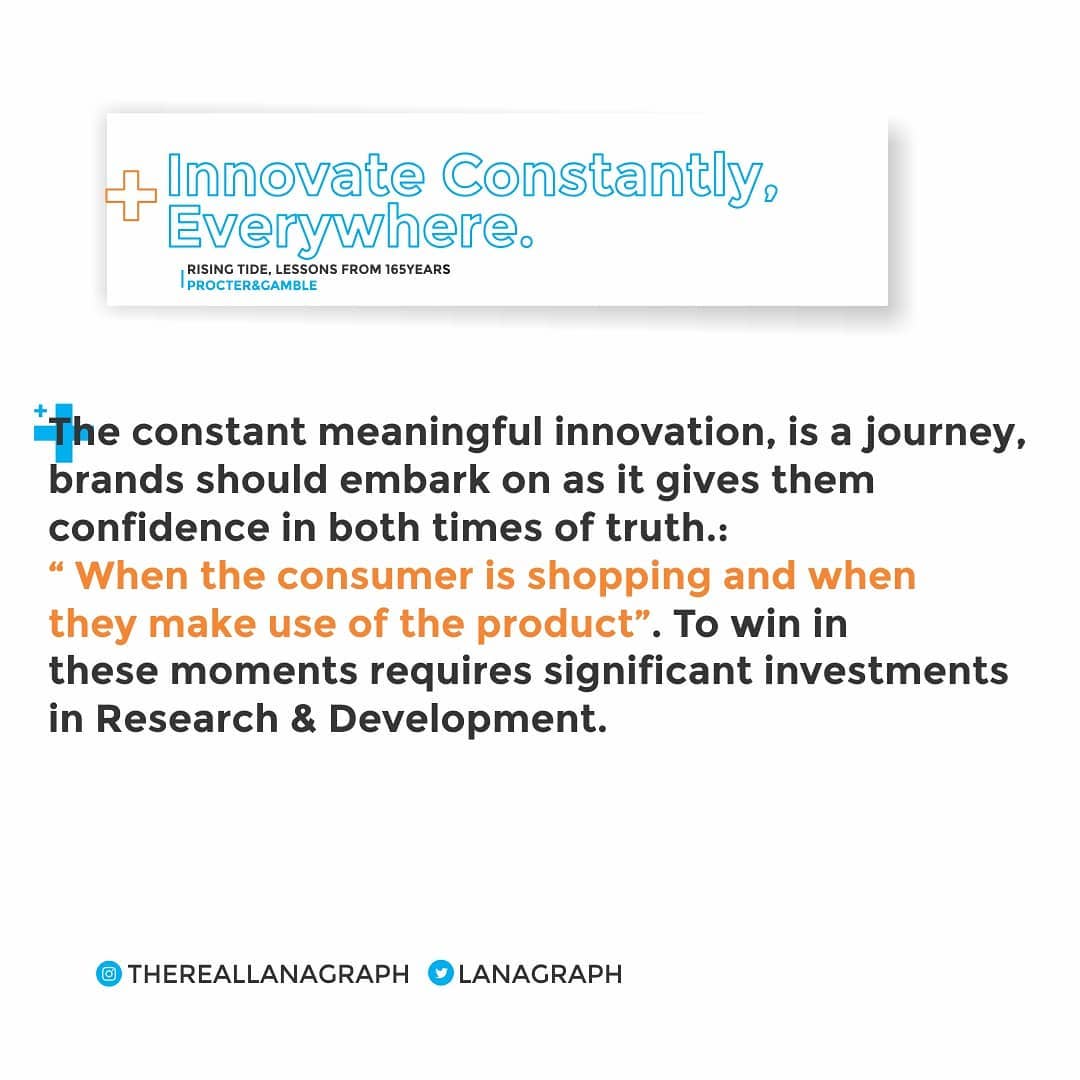 Innovate Constantly,
Everywhere.
RISING TIDE, LESSONS FROM 165YEARS
PROCTER&GAMBLE
The constant meaningful innovation, is a journey,
brands should embark on as it gives them
confidence in both times of truth.:
“ When the consumer is shopping and when
they make use of the product”. To win in
these moments requires significant investments
in Research & Development.
THEREALLANAGRAPH LANAGRAPH